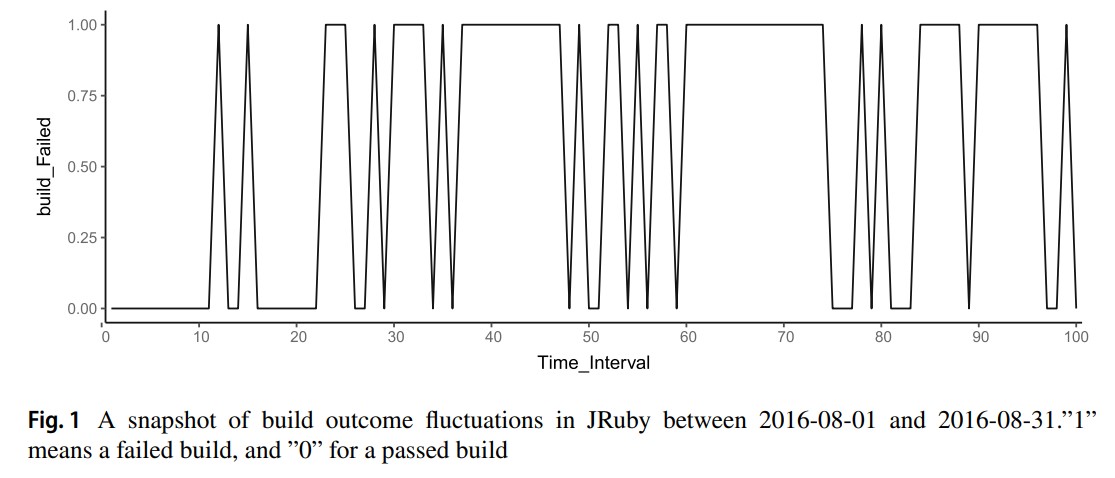 1.00
0.75
0.50
0.25
0.00
build_Failed
0 10 20 30 40 50 60 70 80 90 100
Time_Interval
Fig. 1 A snapshot of build outcome fluctuations in JRuby between 2016-08-01 and 2016-08-31.”1”
means a failed build, and ”0” for a passed build